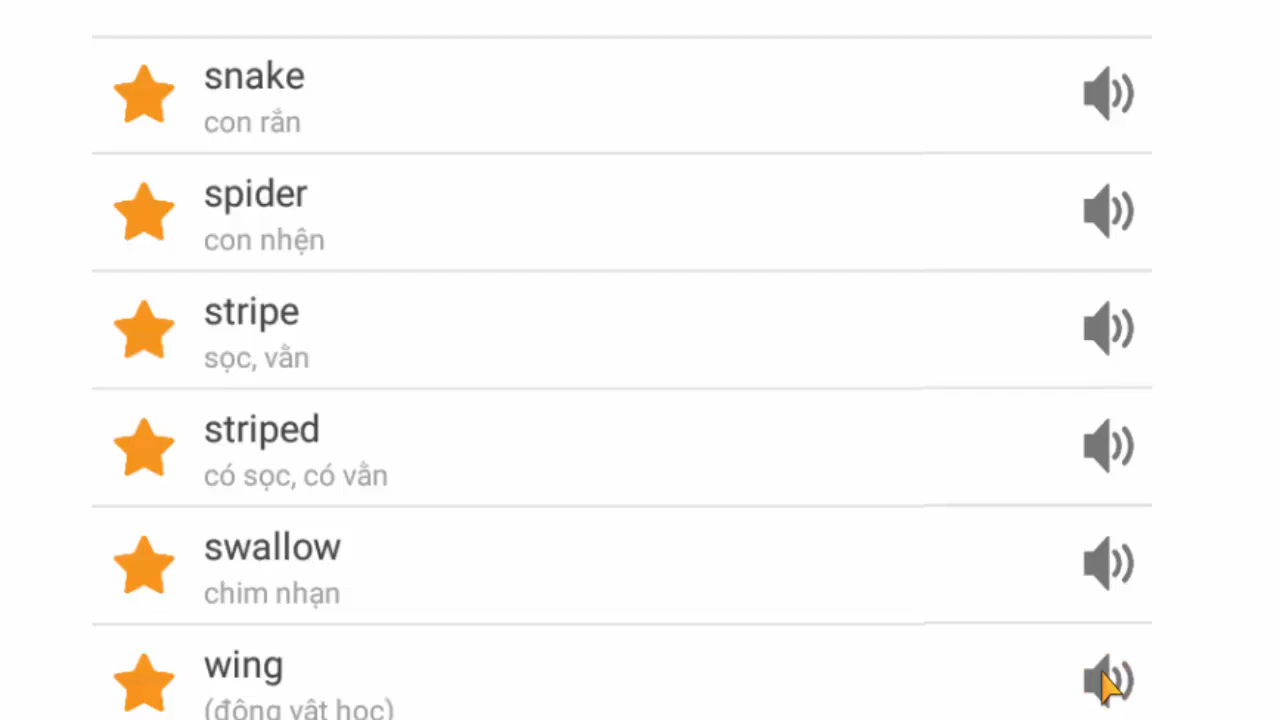 snake
con rắn
spider
con nhện
stripe
sọc, vằn
striped
có sọc, có vằn
swallow
chim nhạn
wing
(động vật học)